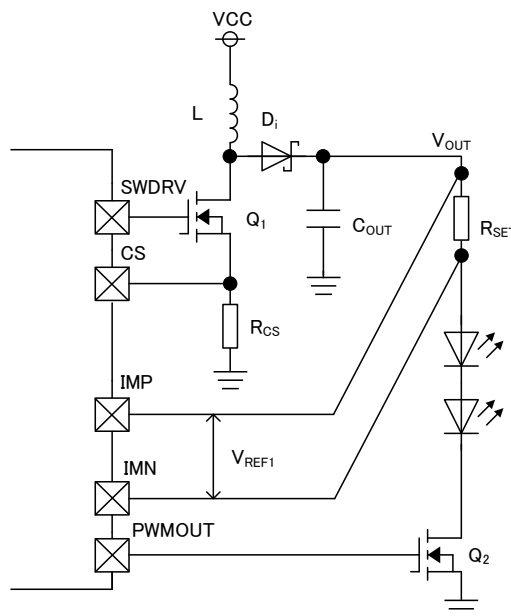 VCC
L
Di
VOUT
SWDRV
Q1
COUT
RSET
CS
RCS
IMP
VREF1
IMN
PWMOUT
Q2